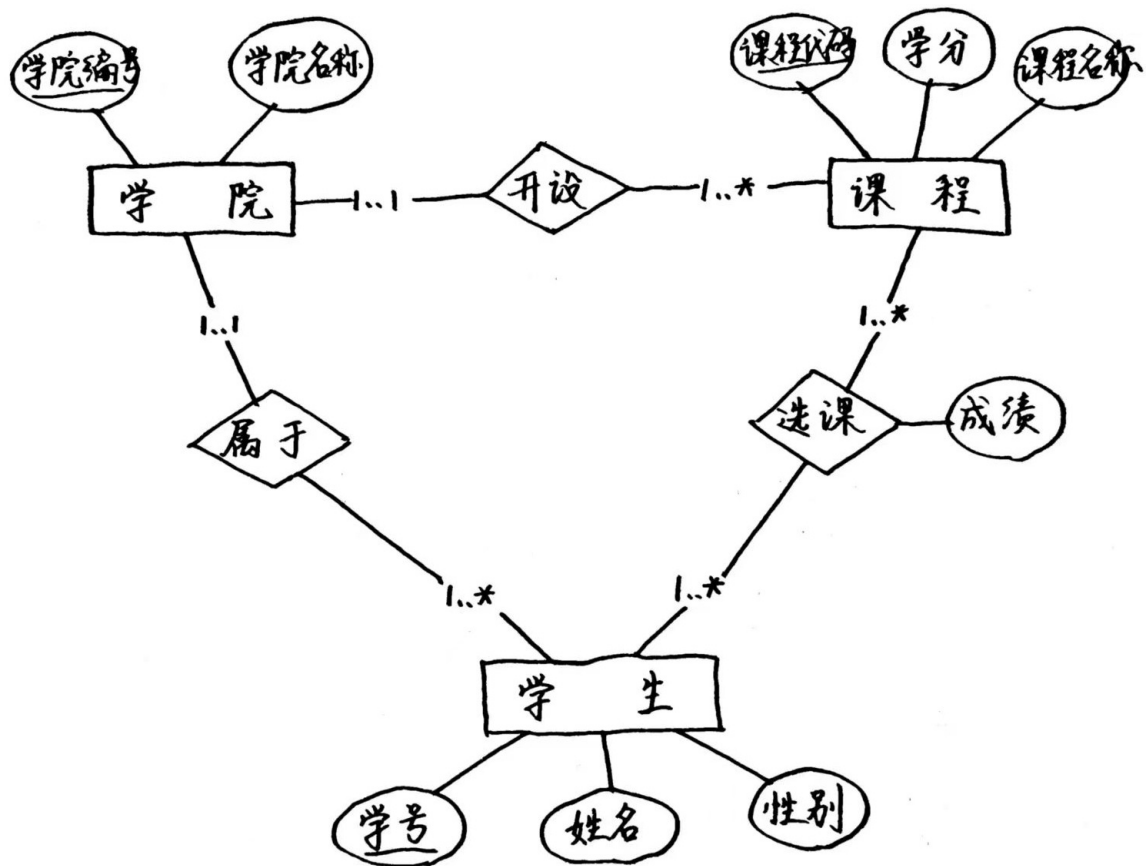 学院编号
学院名称
课程代码
学分
课程名称
学 院
1..1
开设
1..*
课 程
1..1
1..*
属于
选课
成绩
1..*
1..*
学 生
学号
姓名
性别